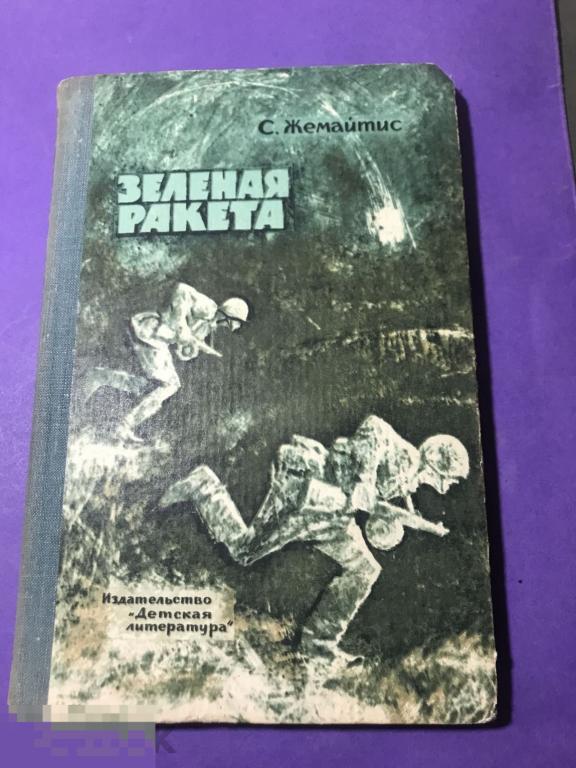 С. Жемайтис
ЗЕЛЕНАЯ
РАКЕТА
Издательство
„Детская
литература"